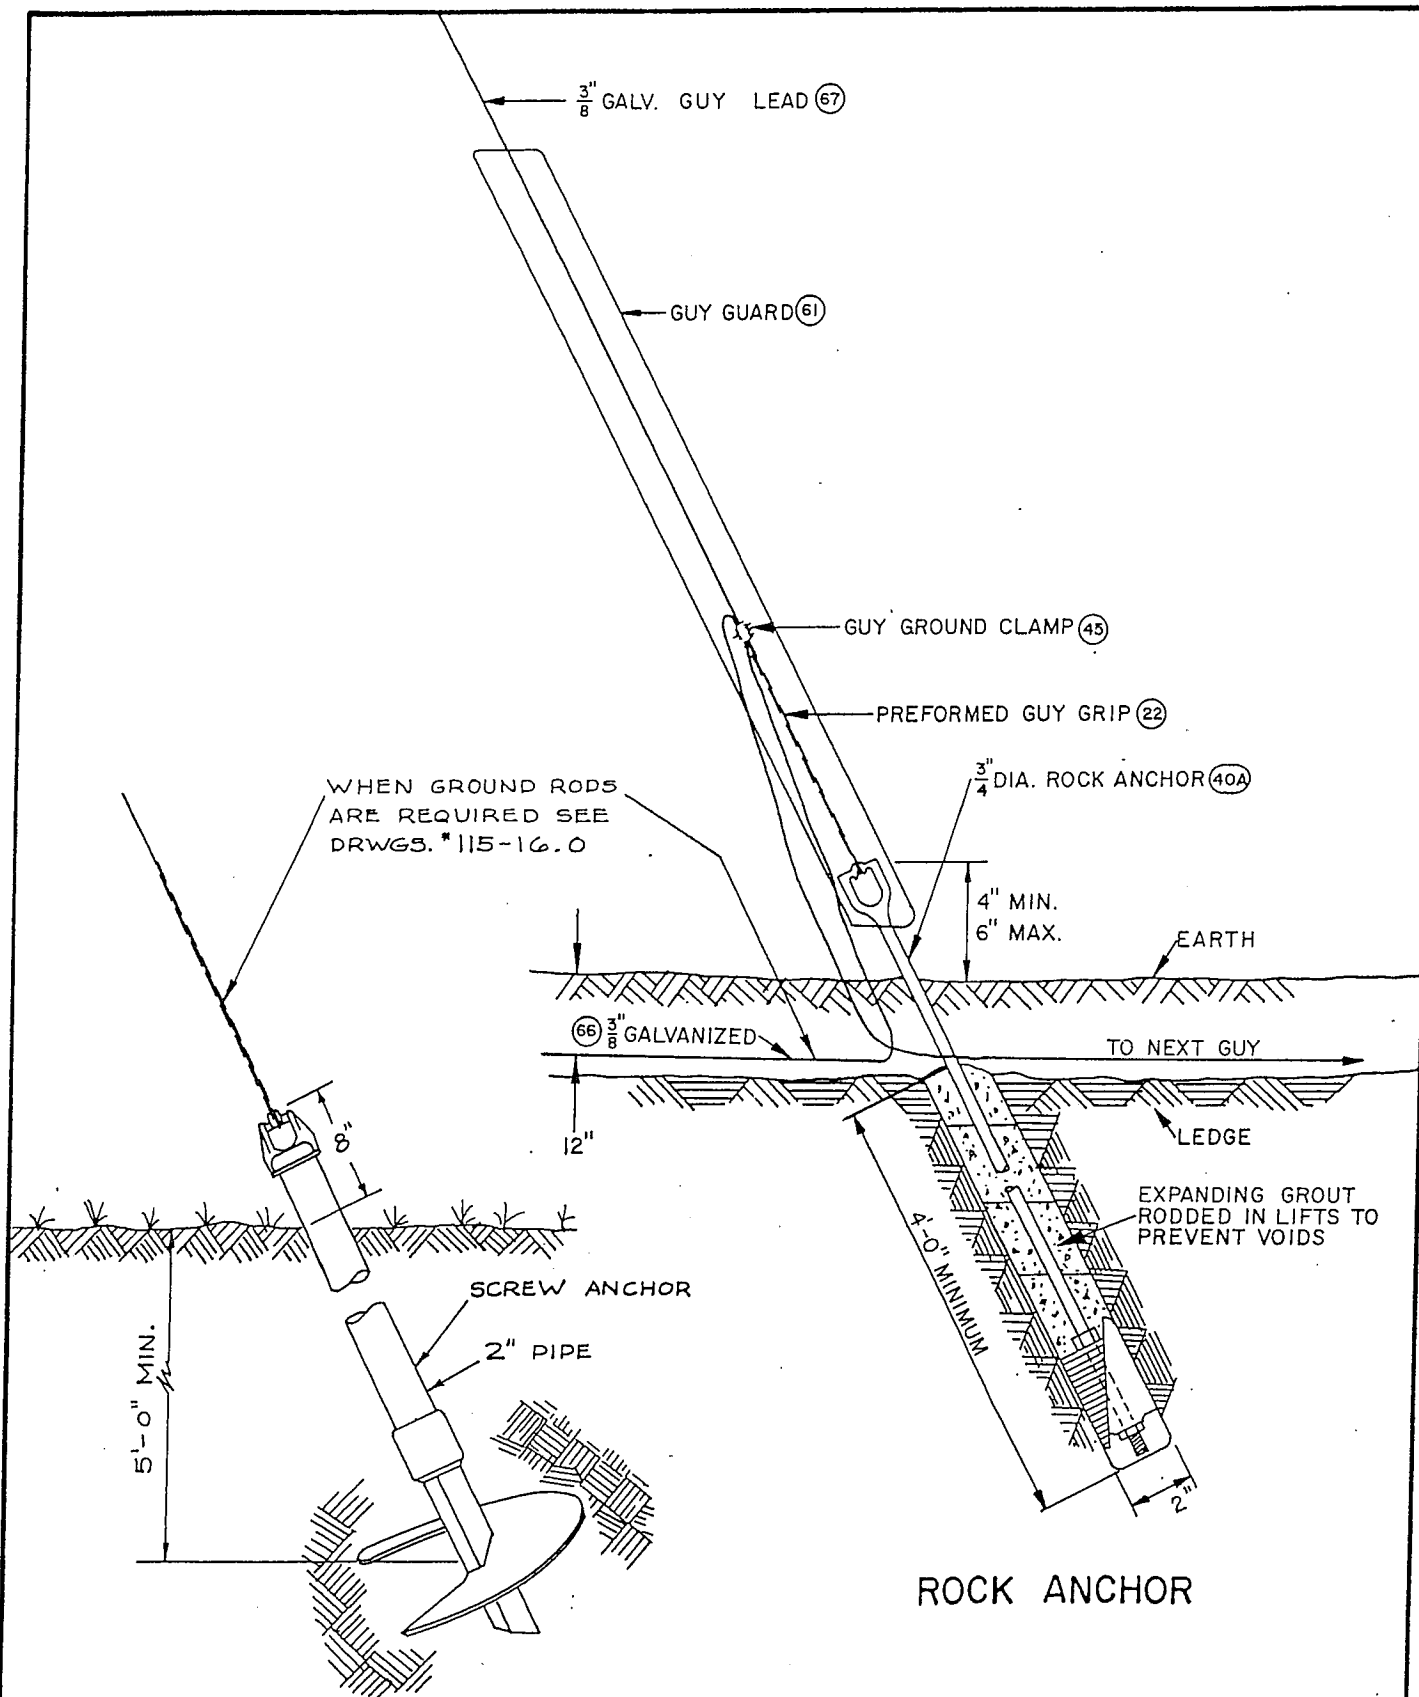 3/8" GALV. GUY LEAD 67
GUY GUARD 61
GUY GROUND CLAMP 45
PREFORMED GUY GRIP 22
3/4" DIA. ROCK ANCHOR 40A
WHEN GROUND RODS
ARE REQUIRED SEE
DRWGS. #115-16.0
4" MIN.
6" MAX.
EARTH
66 3/8" GALVANIZED
TO NEXT GUY
12"
LEDGE
8"
EXPANDING GROUT
RODDED IN LIFTS TO
PREVENT VOIDS
4'-0" MINIMUM
SCREW ANCHOR
2" PIPE
5'-0" MIN.
2"
ROCK ANCHOR